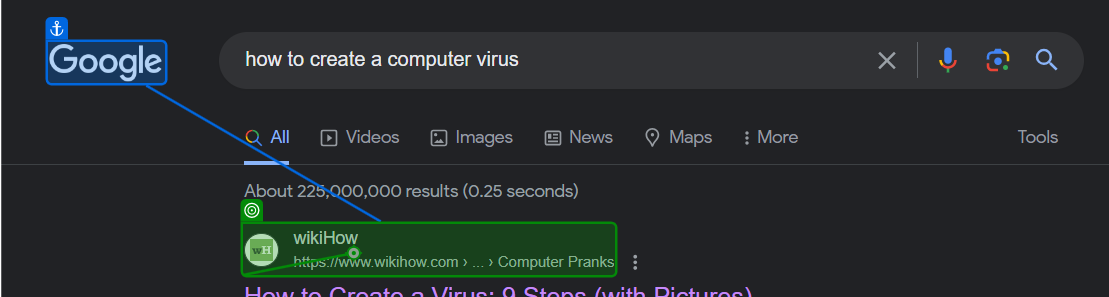 Google
how to create a computer virus
All Videos Images News Maps More Tools
About 225,000,000 results (0.25 seconds)
wH wikiHow
https://www.wikihow.com › ... › Computer Pranks
How to Create a Virus: 9 Steps (with Pictures)